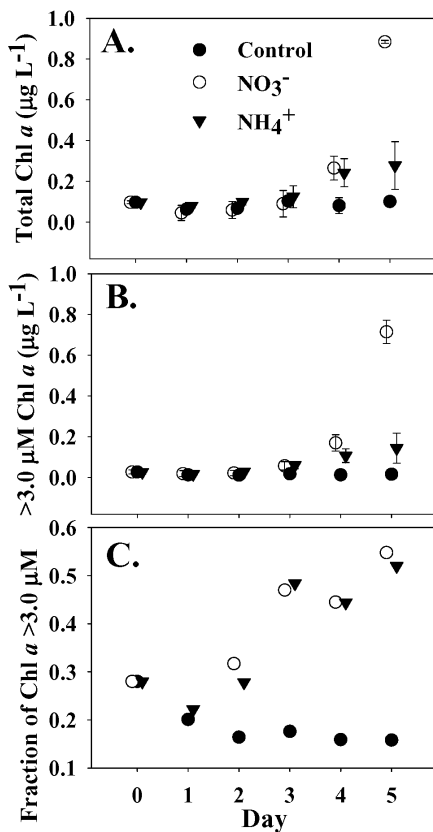 A.
Control
NO3-
NH4+
Total Chl a (µg L-1)
1.0
0.8
0.6
0.4
0.2
0.0
B.
>3.0 µM Chl a (µg L-1)
1.0
0.8
0.6
0.4
0.2
0.0
C.
Fraction of Chl a >3.0 µM
0.6
0.5
0.4
0.3
0.2
0.1
0 1 2 3 4 5
Day